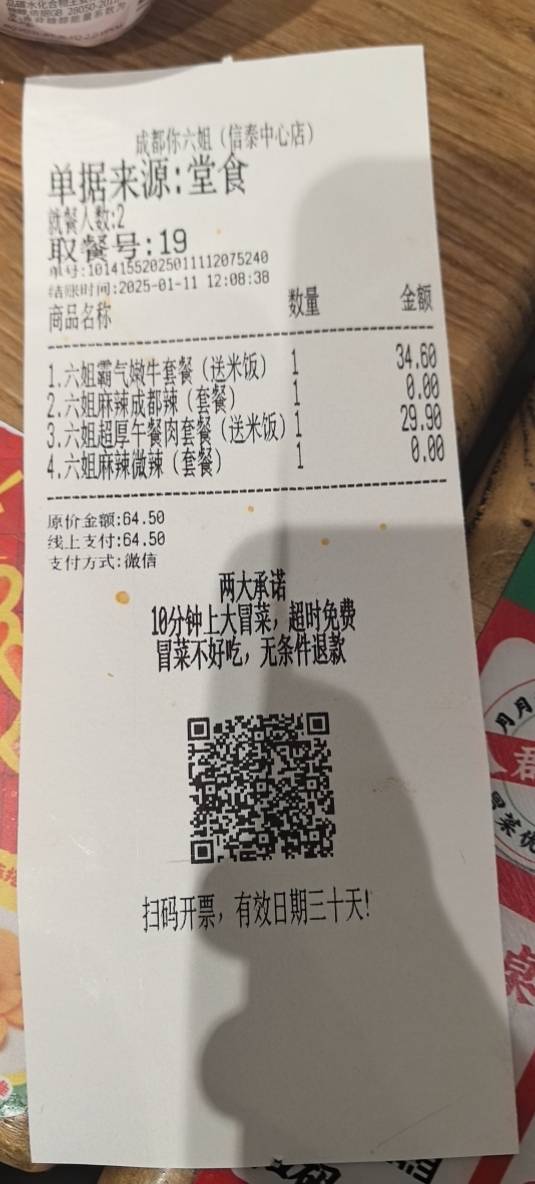 成都你六姐（信泰中心店）
单据来源:堂食
就餐人数:2
取餐号:19
单号:10141552025011112075240
结账时间:2025-01-11 12:08:38
商品名称 数量 金额
1.六姐霸气嫩牛套餐（送米饭） 1 34.60
2.六姐麻辣成都辣（套餐） 1 0.00
3.六姐超厚午餐肉套餐（送米饭） 1 29.90
4.六姐麻辣微辣（套餐） 1 0.00
原价金额:64.50
线上支付:64.50
支付方式:微信
两大承诺
10分钟上大冒菜，超时免费
冒菜不好吃，无条件退款
扫码开票，有效日期三十天!
月月
君
冒菜优